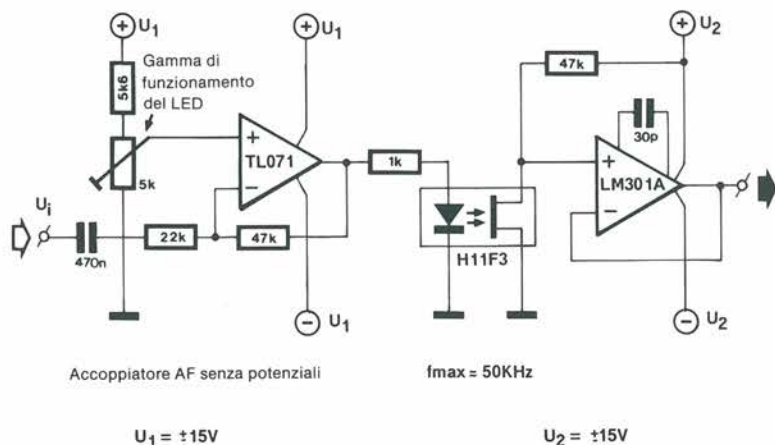 U1
U1
U2
Gamma di
funzionamento
del LED
5k6
47k
30p
+
TL071
−
+
LM301A
−
1k
5k
Ui
22k
47k
470n
H11F3
U1
U2
Accoppiatore AF senza potenziali
fmax = 50KHz
U1 = ±15V
U2 = ±15V